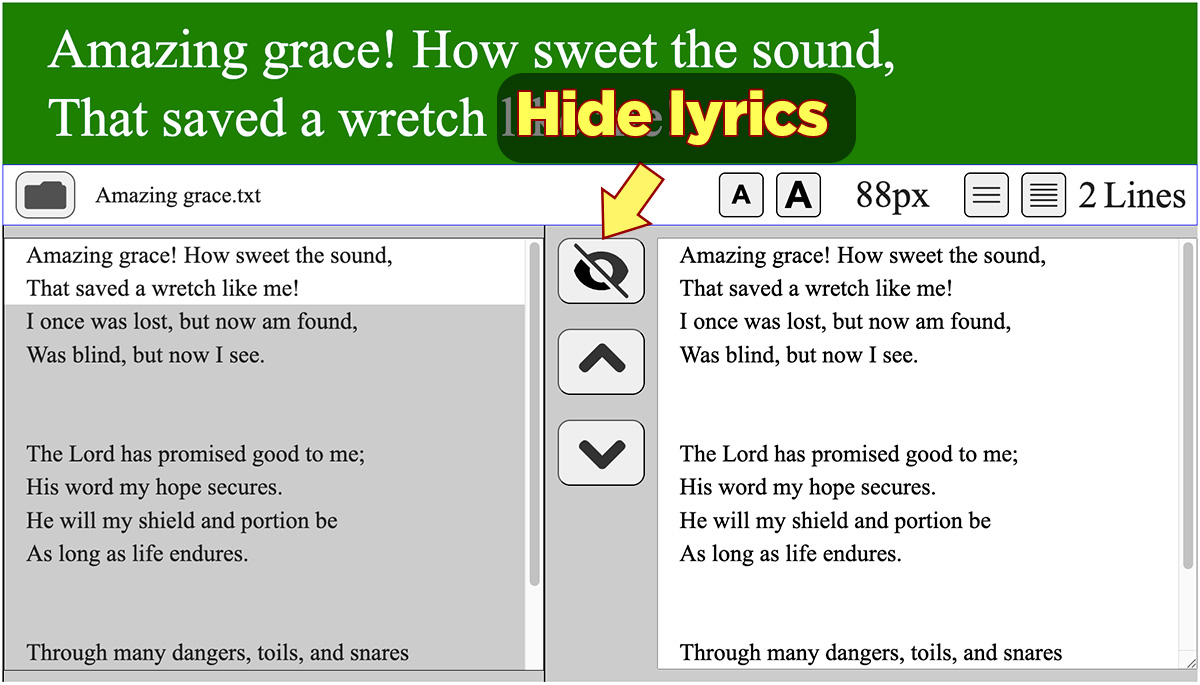 Amazing grace! How sweet the sound,
That saved a wretch like me
Hide lyrics
Amazing grace.txt
A
A
88px
2 Lines
Amazing grace! How sweet the sound,
That saved a wretch like me!
I once was lost, but now am found,
Was blind, but now I see.
The Lord has promised good to me;
His word my hope secures.
He will my shield and portion be
As long as life endures.
Through many dangers, toils, and snares
Amazing grace! How sweet the sound,
That saved a wretch like me!
I once was lost, but now am found,
Was blind, but now I see.
The Lord has promised good to me;
His word my hope secures.
He will my shield and portion be
As long as life endures.
Through many dangers, toils, and snares